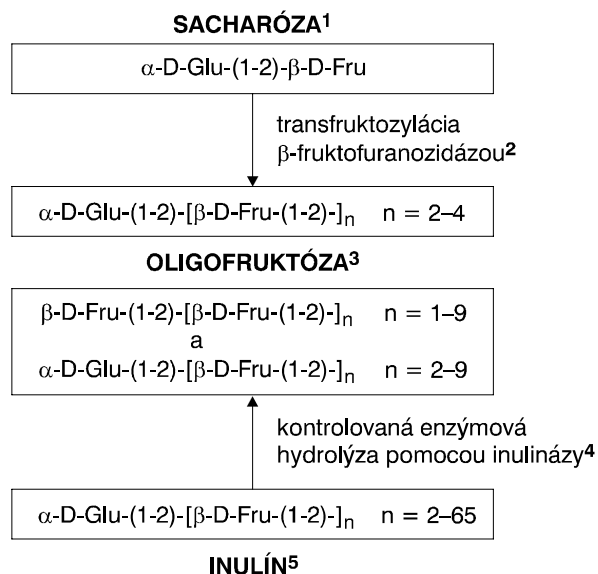 SACHARÓZA¹
α-D-Glu-(1-2)-β-D-Fru
transfruktozylácia
β-fruktofuranozidázou²
α-D-Glu-(1-2)-[β-D-Fru-(1-2)-]ₙ n = 2–4
OLIGOFRUKTÓZA³
β-D-Fru-(1-2)-[β-D-Fru-(1-2)-]ₙ n = 1–9
a
α-D-Glu-(1-2)-[β-D-Fru-(1-2)-]ₙ n = 2–9
kontrolovaná enzýmová
hydrolýza pomocou inulinázy⁴
α-D-Glu-(1-2)-[β-D-Fru-(1-2)-]ₙ n = 2–65
INULÍN⁵